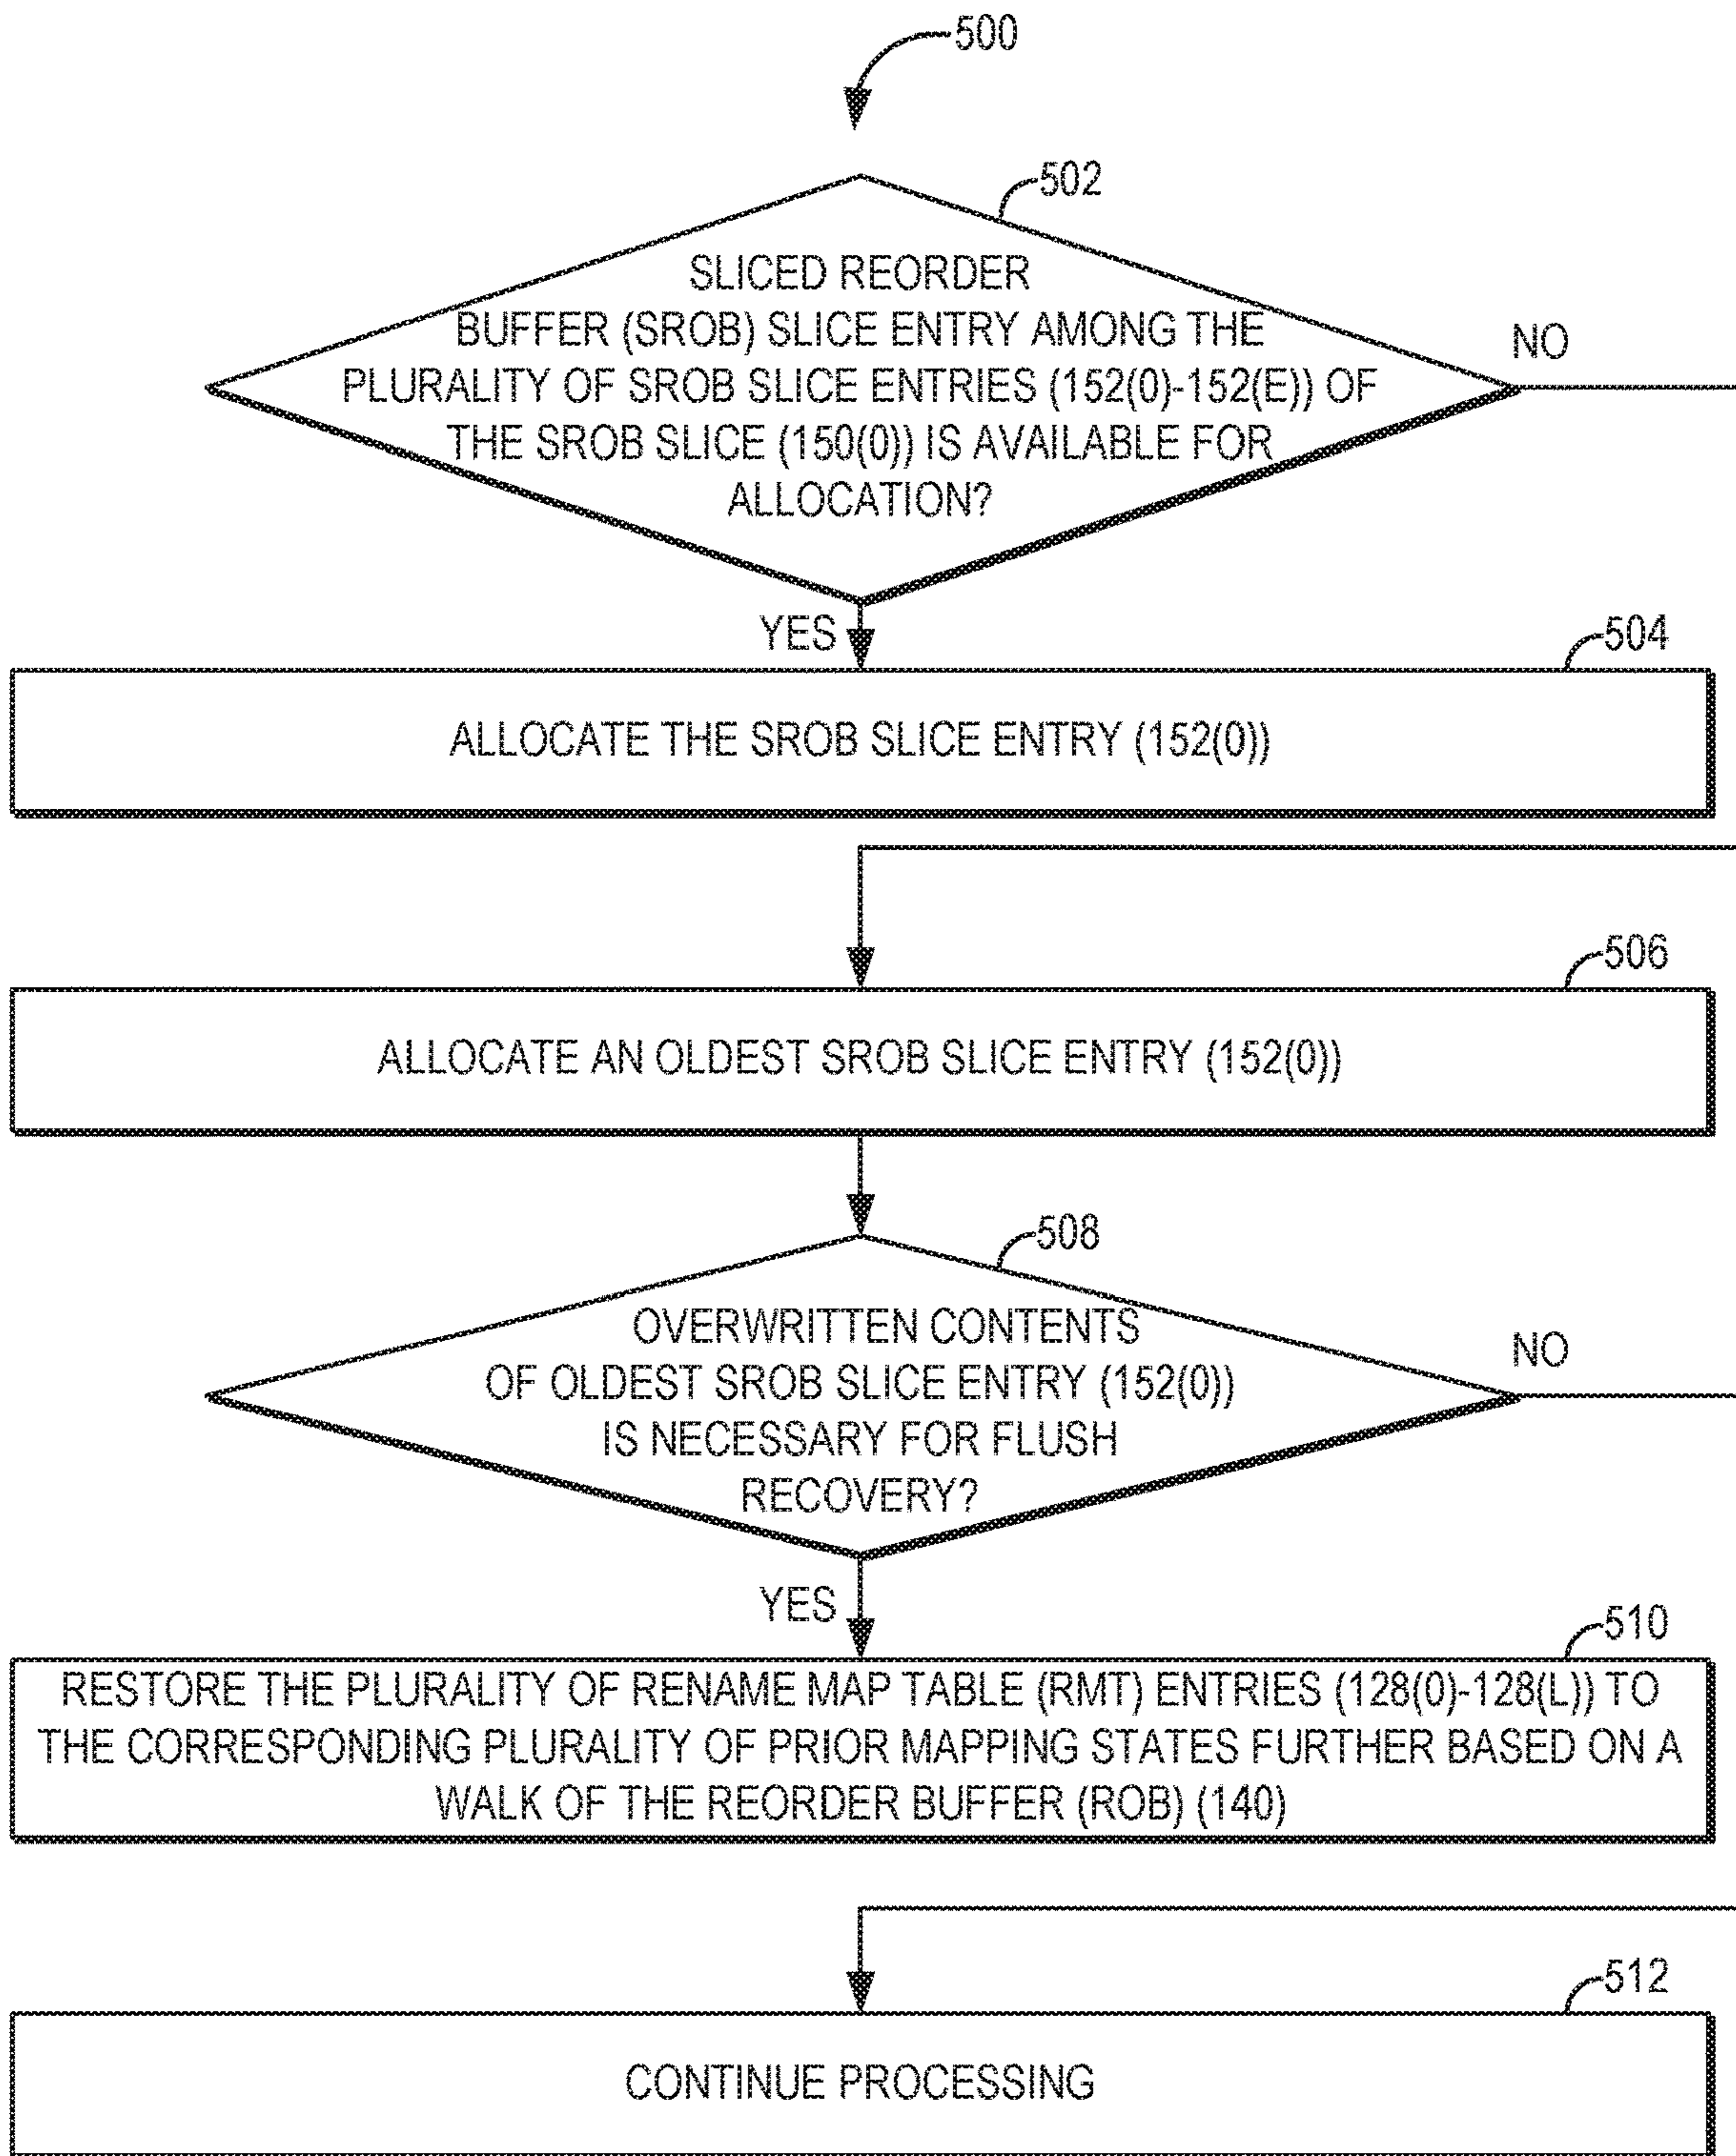 500
502
SLICED REORDER
BUFFER (SROB) SLICE ENTRY AMONG THE
PLURALITY OF SROB SLICE ENTRIES (152(0)-152(E)) OF
THE SROB SLICE (150(0)) IS AVAILABLE FOR
ALLOCATION?
NO
YES
504
ALLOCATE THE SROB SLICE ENTRY (152(0))
506
ALLOCATE AN OLDEST SROB SLICE ENTRY (152(0))
508
OVERWRITTEN CONTENTS
OF OLDEST SROB SLICE ENTRY (152(0))
IS NECESSARY FOR FLUSH
RECOVERY?
NO
YES
510
RESTORE THE PLURALITY OF RENAME MAP TABLE (RMT) ENTRIES (128(0)-128(L)) TO
THE CORRESPONDING PLURALITY OF PRIOR MAPPING STATES FURTHER BASED ON A
WALK OF THE REORDER BUFFER (ROB) (140)
512
CONTINUE PROCESSING